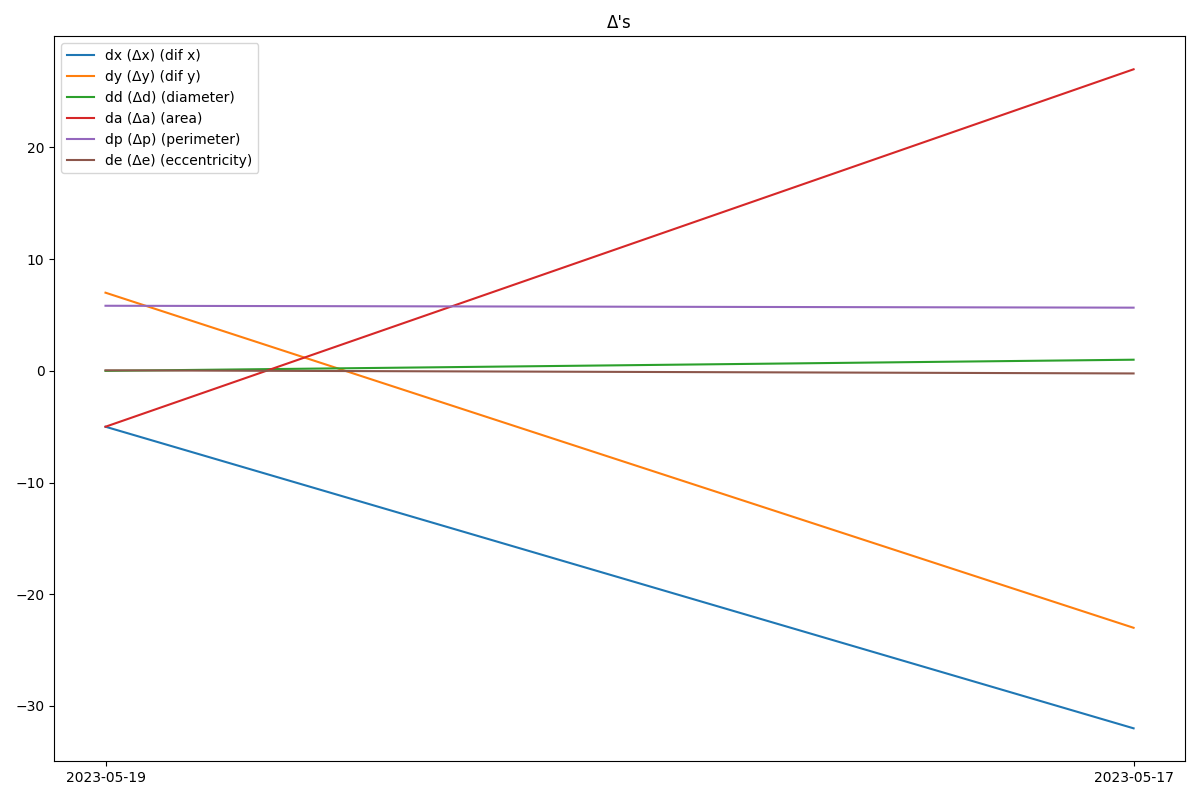 Δ's
dx (Δx) (dif x)
dy (Δy) (dif y)
dd (Δd) (diameter)
da (Δa) (area)
dp (Δp) (perimeter)
de (Δe) (eccentricity)
20
10
0
−10
−20
−30
2023-05-19
2023-05-17